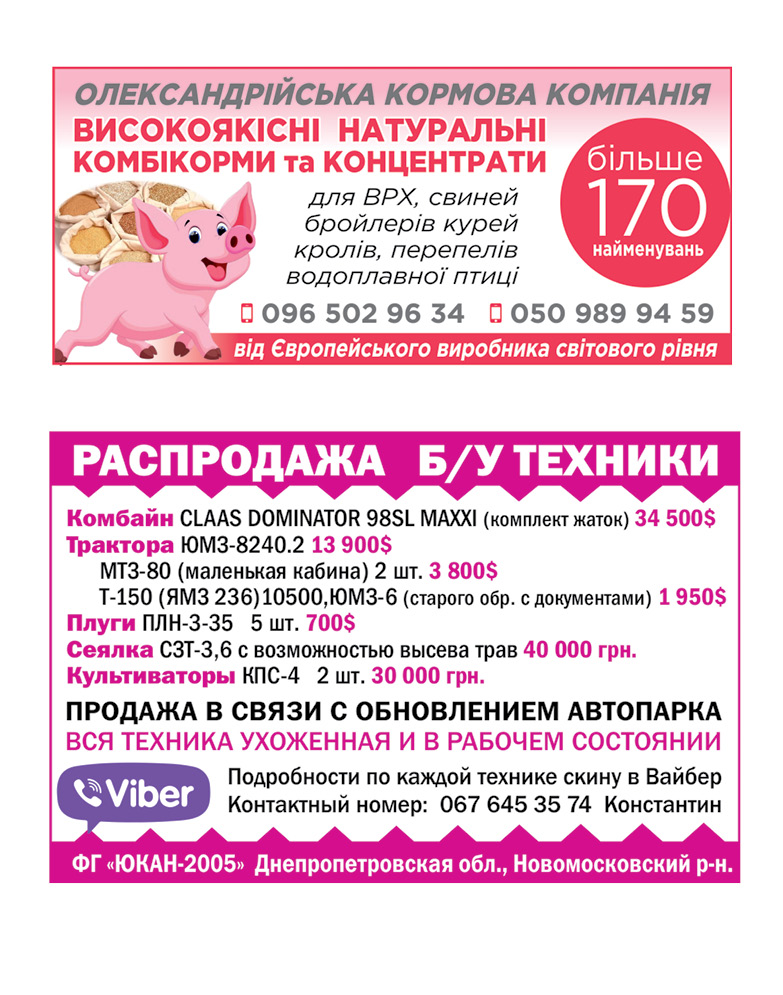 ОЛЕКСАНДРІЙСЬКА КОРМОВА КОМПАНІЯ
ВИСОКОЯКІСНІ НАТУРАЛЬНІ
КОМБІКОРМИ та КОНЦЕНТРАТИ
більше
170
найменувань
для ВРХ, свиней
бройлерів курей
кролів, перепелів
водоплавної птиці
096 502 96 34 050 989 94 59
від Європейського виробника світового рівня
РАСПРОДАЖА Б/У ТЕХНИКИ
Комбайн CLAAS DOMINATOR 98SL MAXXI (комплект жаток) 34 500$
Трактора ЮМЗ-8240.2 13 900$
МТЗ-80 (маленькая кабина) 2 шт. 3 800$
Т-150 (ЯМЗ 236)10500,ЮМЗ-6 (старого обр. с документами) 1 950$
Плуги ПЛН-3-35 5 шт. 700$
Сеялка СЗТ-3,6 с возможностью высева трав 40 000 грн.
Культиваторы КПС-4 2 шт. 30 000 грн.
ПРОДАЖА В СВЯЗИ С ОБНОВЛЕНИЕМ АВТОПАРКА
ВСЯ ТЕХНИКА УХОЖЕННАЯ И В РАБОЧЕМ СОСТОЯНИИ
Viber
Подробности по каждой технике скину в Вайбер
Контактный номер: 067 645 35 74 Константин
ФГ «ЮКАН-2005» Днепропетровская обл., Новомосковский р-н.